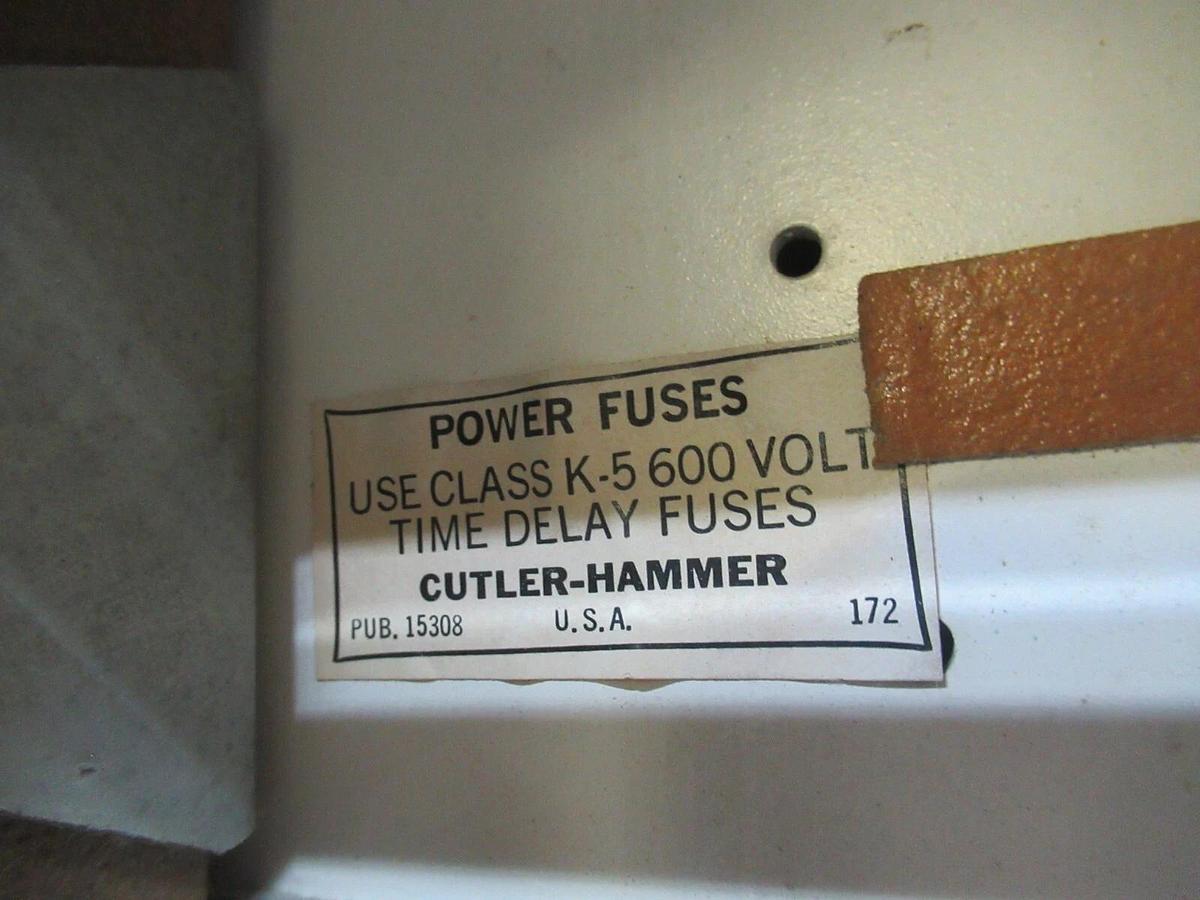 POWER FUSES
USE CLASS K-5 600 VOLT
TIME DELAY FUSES
CUTLER-HAMMER
PUB. 15308 U.S.A. 172